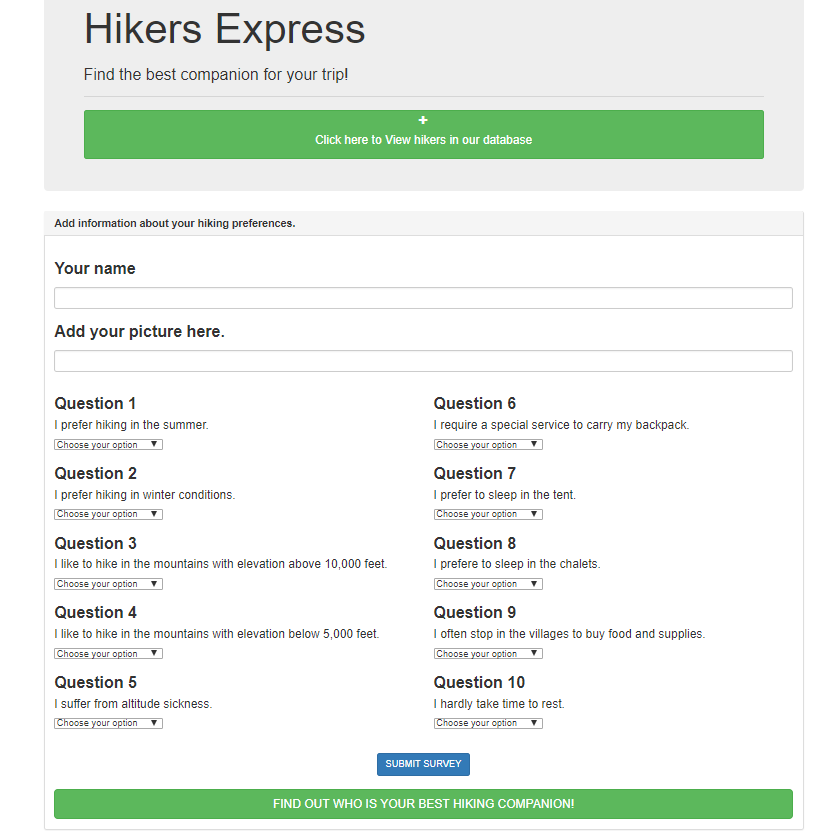 Hikers Express
Find the best companion for your trip!
+
Click here to View hikers in our database
Add information about your hiking preferences.
Your name
Add your picture here.
Question 1
I prefer hiking in the summer.
Choose your option ▼
Question 2
I prefer hiking in winter conditions.
Choose your option ▼
Question 3
I like to hike in the mountains with elevation above 10,000 feet.
Choose your option ▼
Question 4
I like to hike in the mountains with elevation below 5,000 feet.
Choose your option ▼
Question 5
I suffer from altitude sickness.
Choose your option ▼
Question 6
I require a special service to carry my backpack.
Choose your option ▼
Question 7
I prefer to sleep in the tent.
Choose your option ▼
Question 8
I prefere to sleep in the chalets.
Choose your option ▼
Question 9
I often stop in the villages to buy food and supplies.
Choose your option ▼
Question 10
I hardly take time to rest.
Choose your option ▼
SUBMIT SURVEY
FIND OUT WHO IS YOUR BEST HIKING COMPANION!